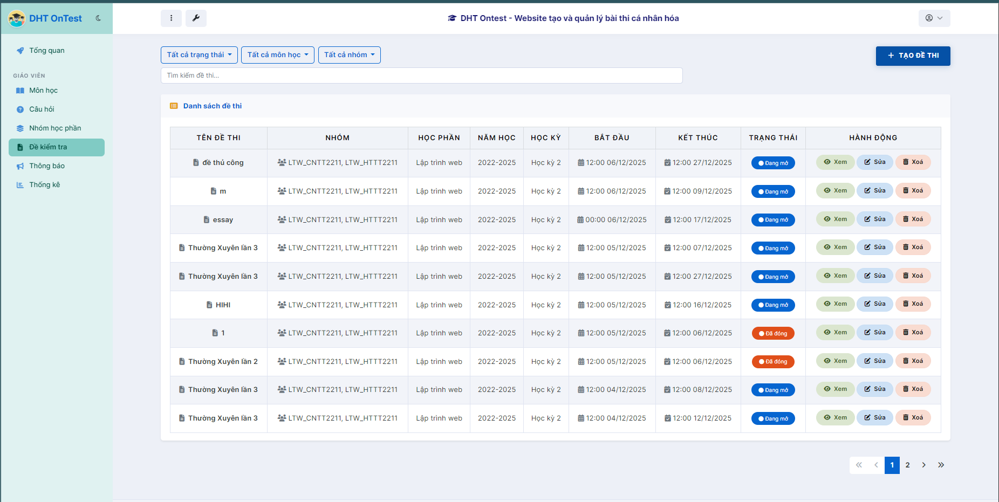 DHT OnTest
DHT Ontest - Website tạo và quản lý bài thi cá nhân hóa
Tổng quan
GIÁO VIÊN
Môn học
Câu hỏi
Nhóm học phần
Đề kiểm tra
Thông báo
Thống kê
Tất cả trạng thái Tất cả môn học Tất cả nhóm
+ TẠO ĐỀ THI
Tìm kiếm đề thi...
Danh sách đề thi
TÊN ĐỀ THI NHÓM HỌC PHẦN NĂM HỌC HỌC KỲ BẮT ĐẦU KẾT THÚC TRẠNG THÁI HÀNH ĐỘNG
đề thủ công LTW_CNTT2211, LTW_HTTT2211 Lập trình web 2022-2025 Học kỳ 2 12:00 06/12/2025 12:00 27/12/2025 Đang mở Xem Sửa Xoá
m LTW_CNTT2211, LTW_HTTT2211 Lập trình web 2022-2025 Học kỳ 2 12:00 06/12/2025 12:00 09/12/2025 Đang mở Xem Sửa Xoá
essay LTW_CNTT2211, LTW_HTTT2211 Lập trình web 2022-2025 Học kỳ 2 00:00 06/12/2025 12:00 17/12/2025 Đang mở Xem Sửa Xoá
Thường Xuyên lần 3 LTW_CNTT2211, LTW_HTTT2211 Lập trình web 2022-2025 Học kỳ 2 12:00 05/12/2025 12:00 07/12/2025 Đang mở Xem Sửa Xoá
Thường Xuyên lần 3 LTW_CNTT2211, LTW_HTTT2211 Lập trình web 2022-2025 Học kỳ 2 12:00 05/12/2025 12:00 27/12/2025 Đang mở Xem Sửa Xoá
HIHI LTW_CNTT2211, LTW_HTTT2211 Lập trình web 2022-2025 Học kỳ 2 12:00 05/12/2025 12:00 16/12/2025 Đang mở Xem Sửa Xoá
1 LTW_CNTT2211, LTW_HTTT2211 Lập trình web 2022-2025 Học kỳ 2 12:00 05/12/2025 12:00 06/12/2025 Đã đóng Xem Sửa Xoá
Thường Xuyên lần 2 LTW_CNTT2211, LTW_HTTT2211 Lập trình web 2022-2025 Học kỳ 2 12:00 05/12/2025 12:00 06/12/2025 Đã đóng Xem Sửa Xoá
Thường Xuyên lần 3 LTW_CNTT2211, LTW_HTTT2211 Lập trình web 2022-2025 Học kỳ 2 12:00 04/12/2025 12:00 08/12/2025 Đang mở Xem Sửa Xoá
Thường Xuyên lần 3 LTW_CNTT2211, LTW_HTTT2211 Lập trình web 2022-2025 Học kỳ 2 12:00 04/12/2025 12:00 12/12/2025 Đang mở Xem Sửa Xoá
« ‹ 1 2 › »